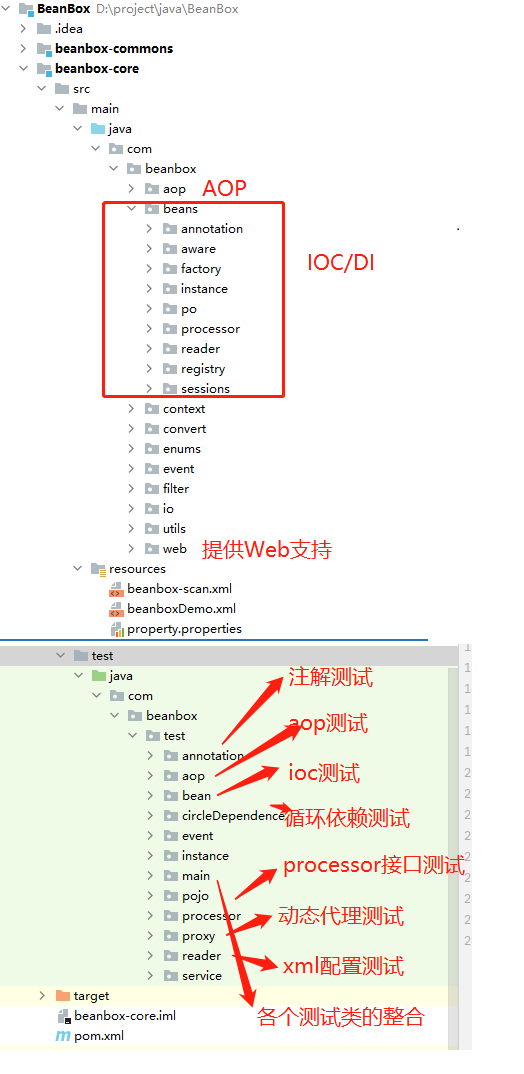 BeanBox D:\project\java\BeanBox
.idea
beanbox-commons
beanbox-core
src
main
java
com
beanbox
aop AOP
beans
annotation
aware
factory
IOC/DI
instance
po
processor
reader
registry
sessions
context
convert
enums
event
filter
io
utils
web 提供Web支持
resources
beanbox-scan.xml
beanboxDemo.xml
property.properties
test
java
com
beanbox
test
annotation 注解测试
aop aop测试
bean ioc测试
circleDependence 循环依赖测试
event
instance
main
pojo
processor processor接口测试
proxy 动态代理测试
reader xml配置测试
service
target
beanbox-core.iml 各个测试类的整合
pom.xml